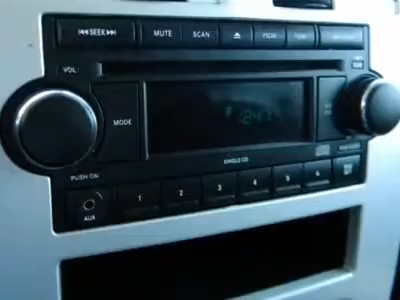 SEEK MUTE SCAN
VOL
MODE
12:47
SINGLE CD
PUSH ON
1 2 3 4 5 6
AUX